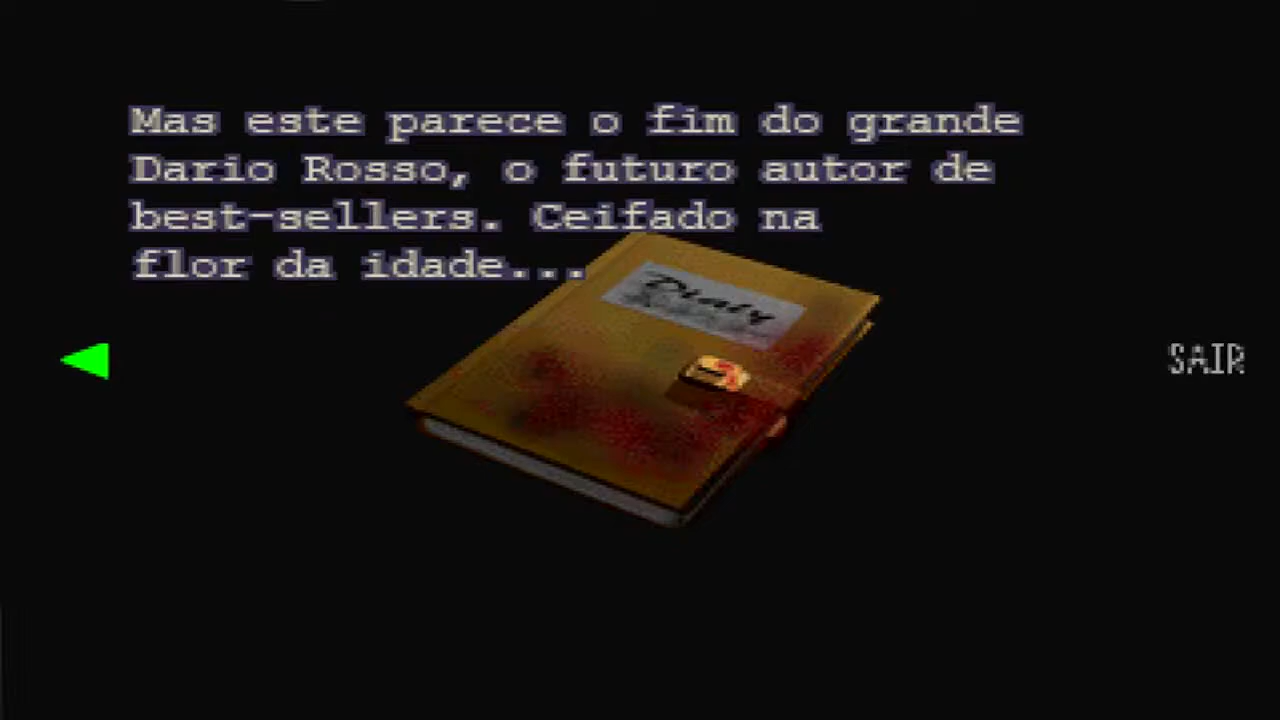 Mas este parece o fim do grande
Dario Rosso, o futuro autor de
best-sellers. Ceifado na
flor da idade...
Diary
SAIR